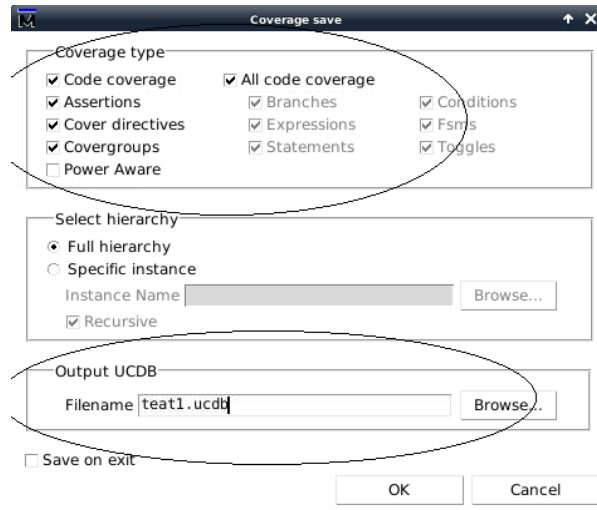 Coverage save
Coverage type
Code coverage All code coverage
Assertions Branches Conditions
Cover directives Expressions Fsms
Covergroups Statements Toggles
Power Aware
Select hierarchy
Full hierarchy
Specific instance
Instance Name Browse...
Recursive
Output UCDB
Filename teat1.ucdb Browse...
Save on exit
OK Cancel